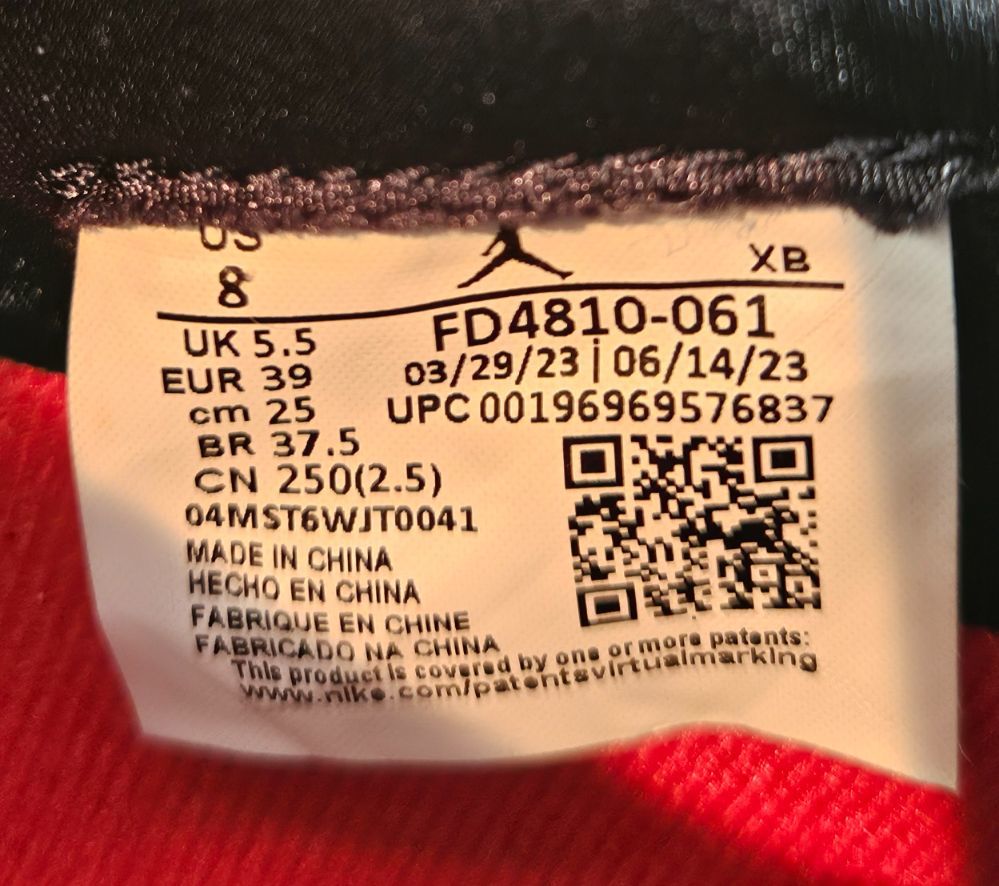 US
8
XB
UK 5.5
EUR 39
cm 25
BR 37.5
CN 250(2.5)
04MST6WJT0041
FD4810-061
03/29/23 | 06/14/23
UPC 00196969576837
MADE IN CHINA
HECHO EN CHINA
FABRIQUE EN CHINE
FABRICADO NA CHINA
This product is covered by one or more patents:
www.nike.com/patentsvirtualmarking